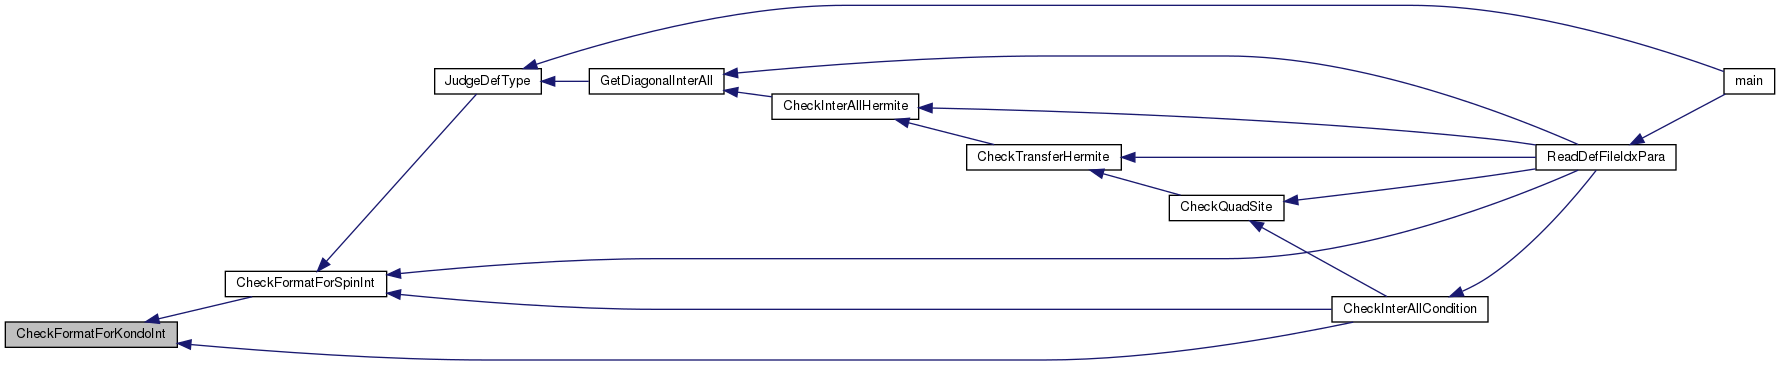 JudgeDefType
GetDiagonalInterAll
main
CheckInterAllHermite
CheckTransferHermite
ReadDefFileIdxPara
CheckQuadSite
CheckFormatForSpinInt
CheckInterAllCondition
CheckFormatForKondoInt